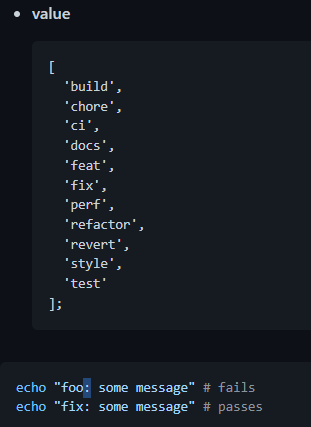 • value
[
'build',
'chore',
'ci',
'docs',
'feat',
'fix',
'perf',
'refactor',
'revert',
'style',
'test'
];
echo "foo: some message" # fails
echo "fix: some message" # passes